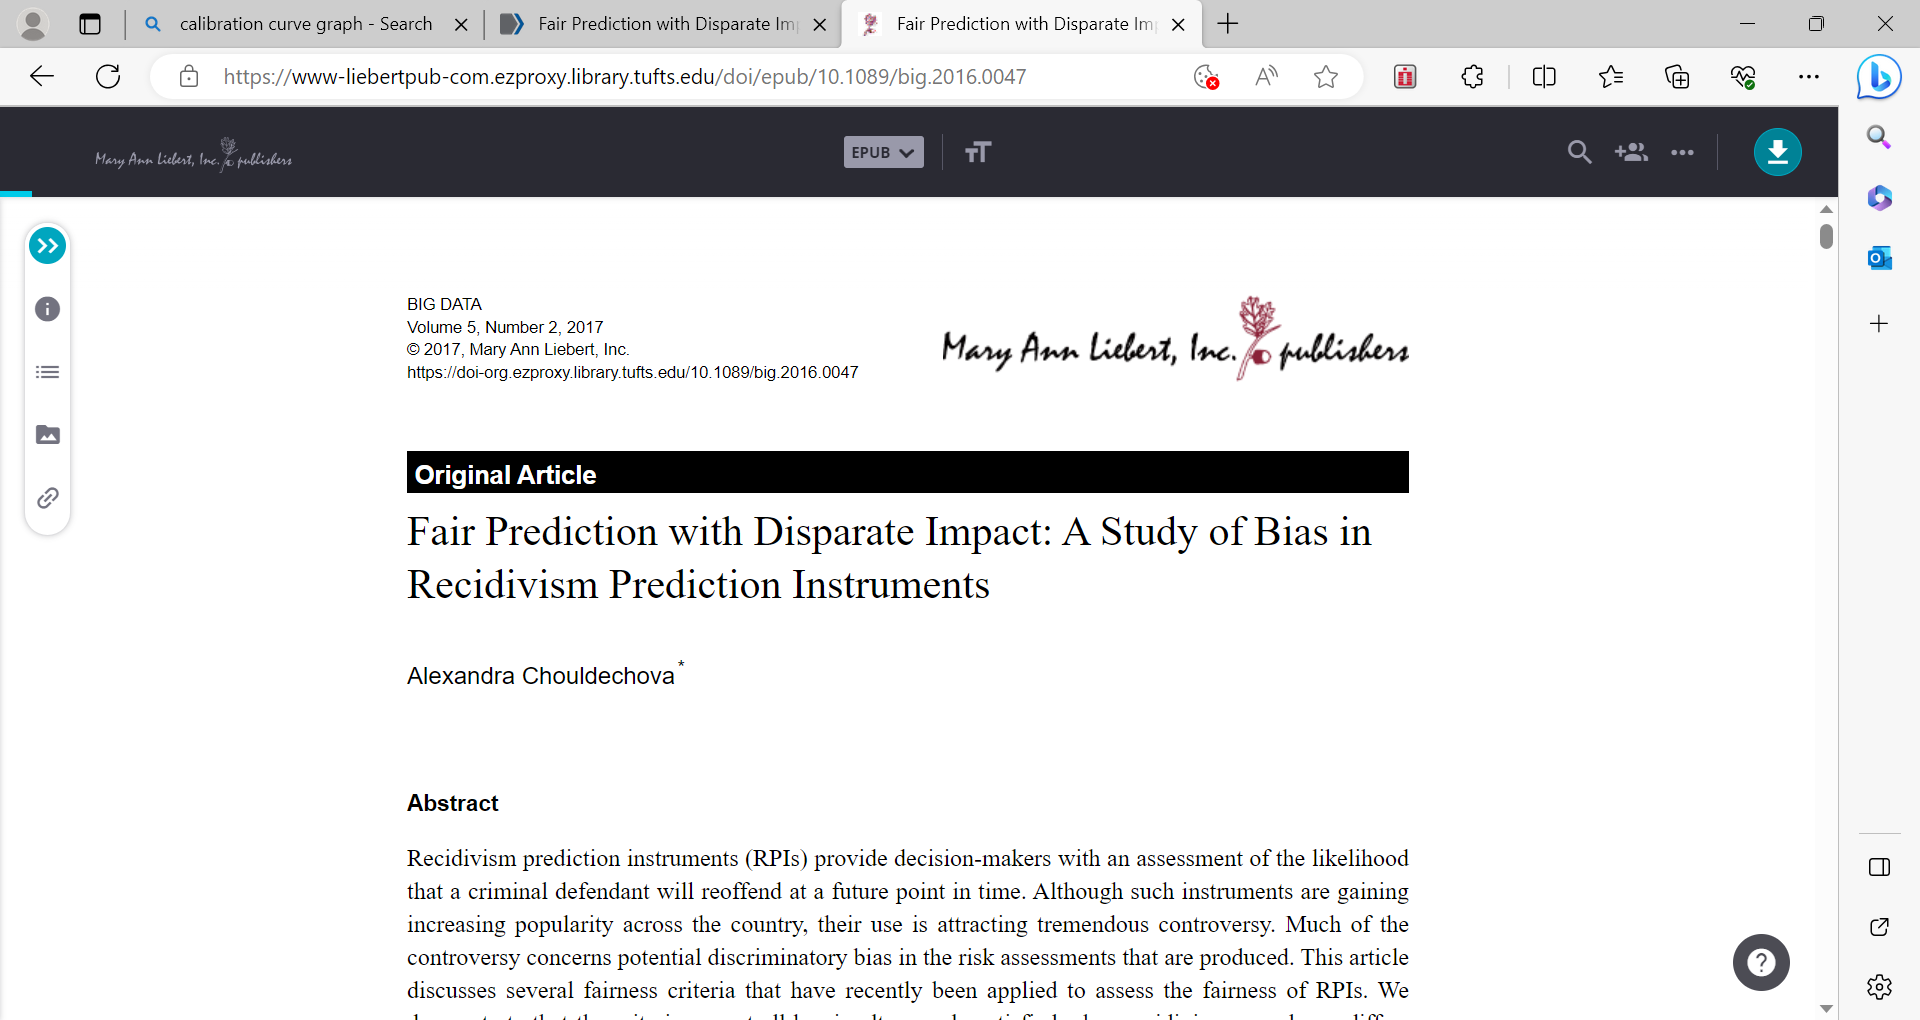 calibration curve graph - Search
Fair Prediction with Disparate Im
Fair Prediction with Disparate Im
https://www-liebertpub-com.ezproxy.library.tufts.edu/doi/epub/10.1089/big.2016.0047
Mary Ann Liebert, Inc. publishers
EPUB
BIG DATA
Volume 5, Number 2, 2017
© 2017, Mary Ann Liebert, Inc.
https://doi-org.ezproxy.library.tufts.edu/10.1089/big.2016.0047
Mary Ann Liebert, Inc. publishers
Original Article
Fair Prediction with Disparate Impact: A Study of Bias in
Recidivism Prediction Instruments
Alexandra Chouldechova*
Abstract
Recidivism prediction instruments (RPIs) provide decision-makers with an assessment of the likelihood
that a criminal defendant will reoffend at a future point in time. Although such instruments are gaining
increasing popularity across the country, their use is attracting tremendous controversy. Much of the
controversy concerns potential discriminatory bias in the risk assessments that are produced. This article
discusses several fairness criteria that have recently been applied to assess the fairness of RPIs. We